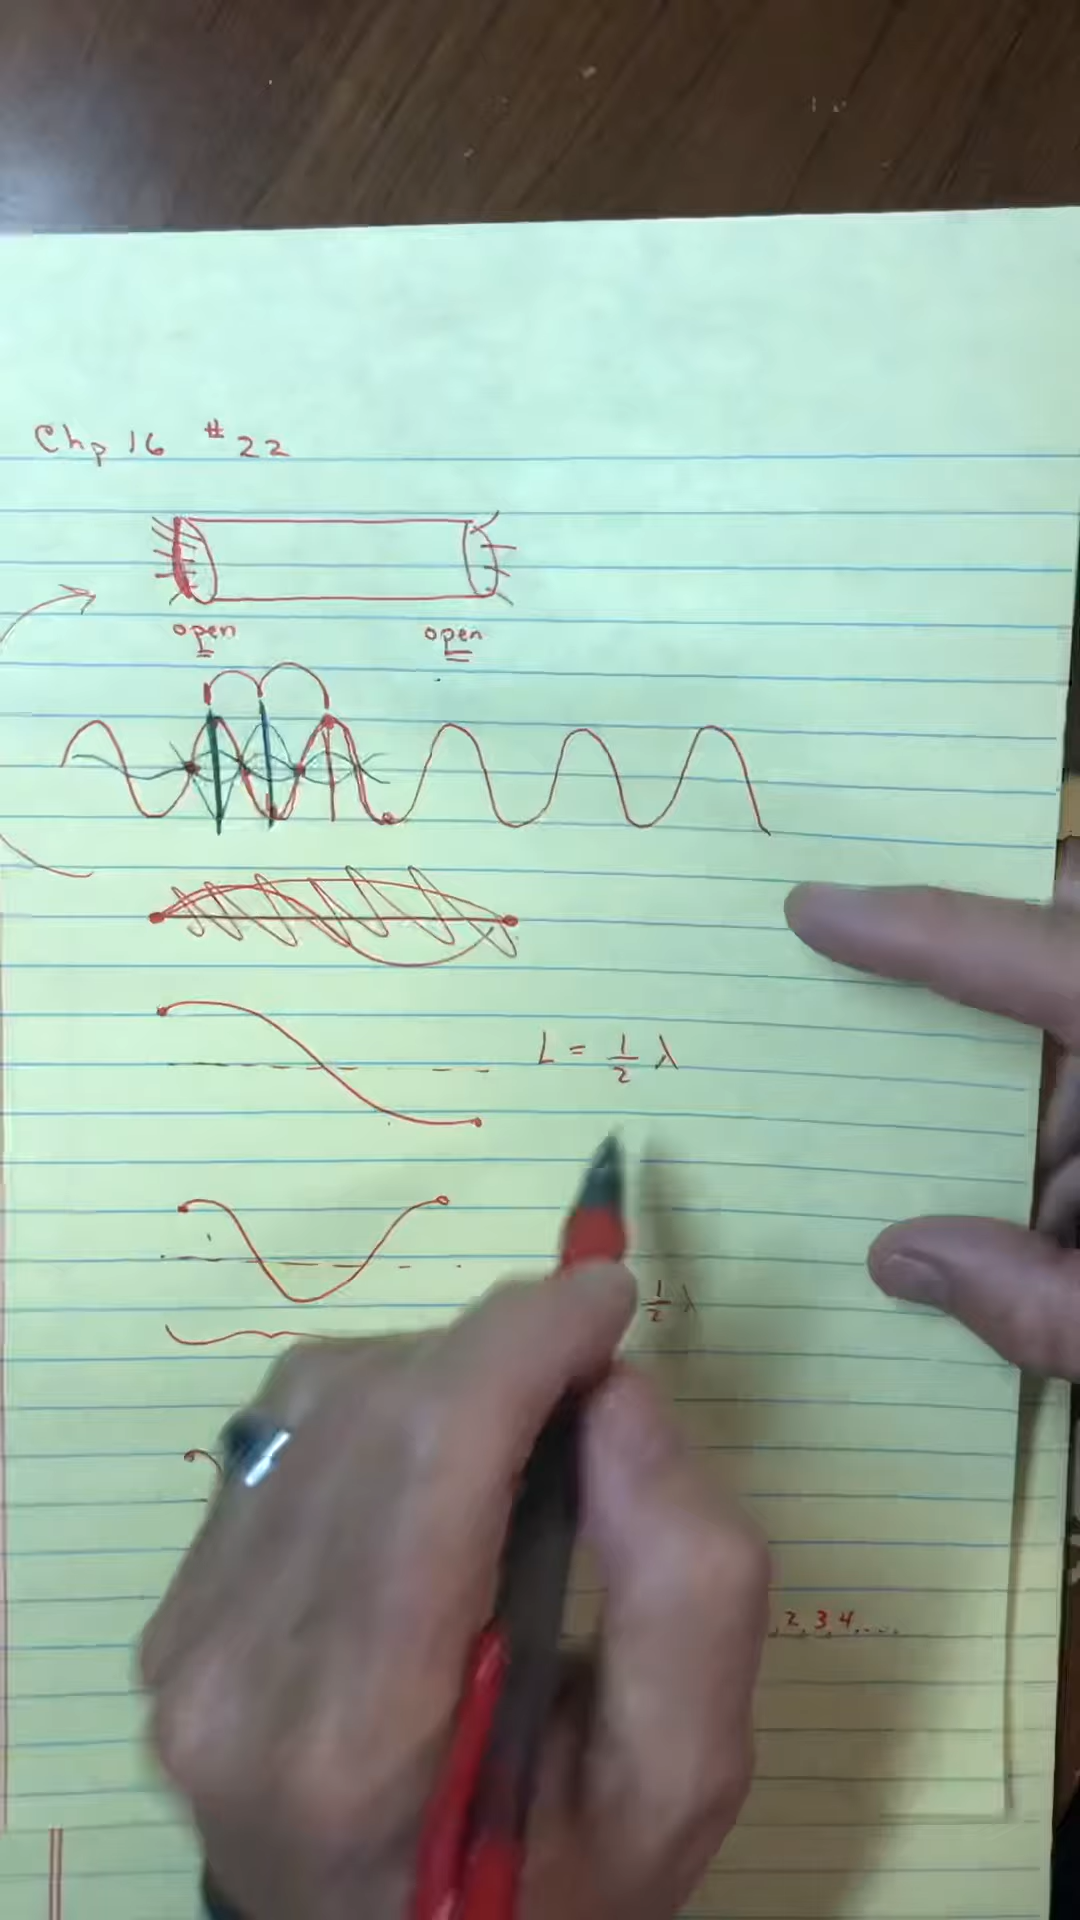 Chp 16 # 22
open open
L = 1/2 λ
1/2 λ
, 2, 3, 4, ....